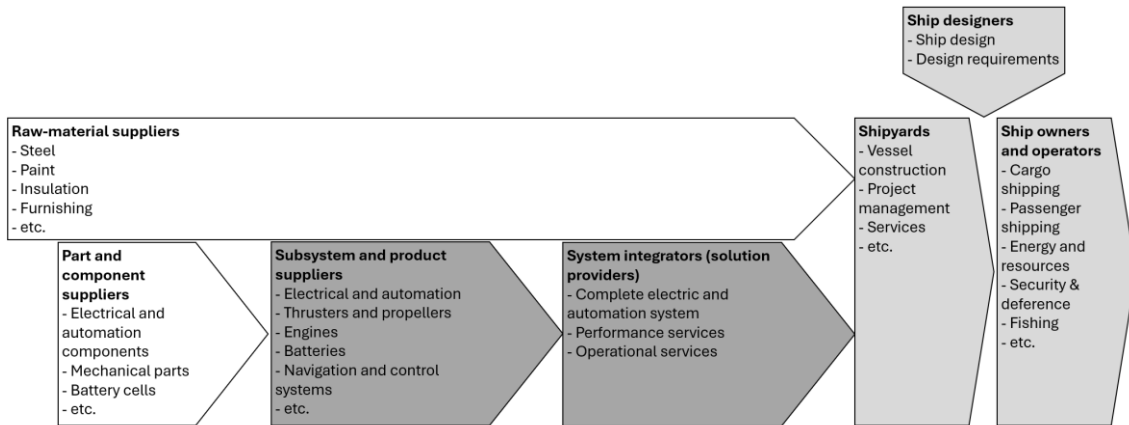 Ship designers
- Ship design
- Design requirements
Raw-material suppliers
- Steel
- Paint
- Insulation
- Furnishing
- etc.
Part and
component
suppliers
- Electrical and
automation
components
- Mechanical parts
- Battery cells
- etc.
Subsystem and product
suppliers
- Electrical and automation
- Thrusters and propellers
- Engines
- Batteries
- Navigation and control
systems
- etc.
System integrators (solution
providers)
- Complete electric and
automation system
- Performance services
- Operational services
Shipyards
- Vessel
construction
- Project
management
- Services
- etc.
Ship owners
and operators
- Cargo
shipping
- Passenger
shipping
- Energy and
resources
- Security &
deference
- Fishing
- etc.